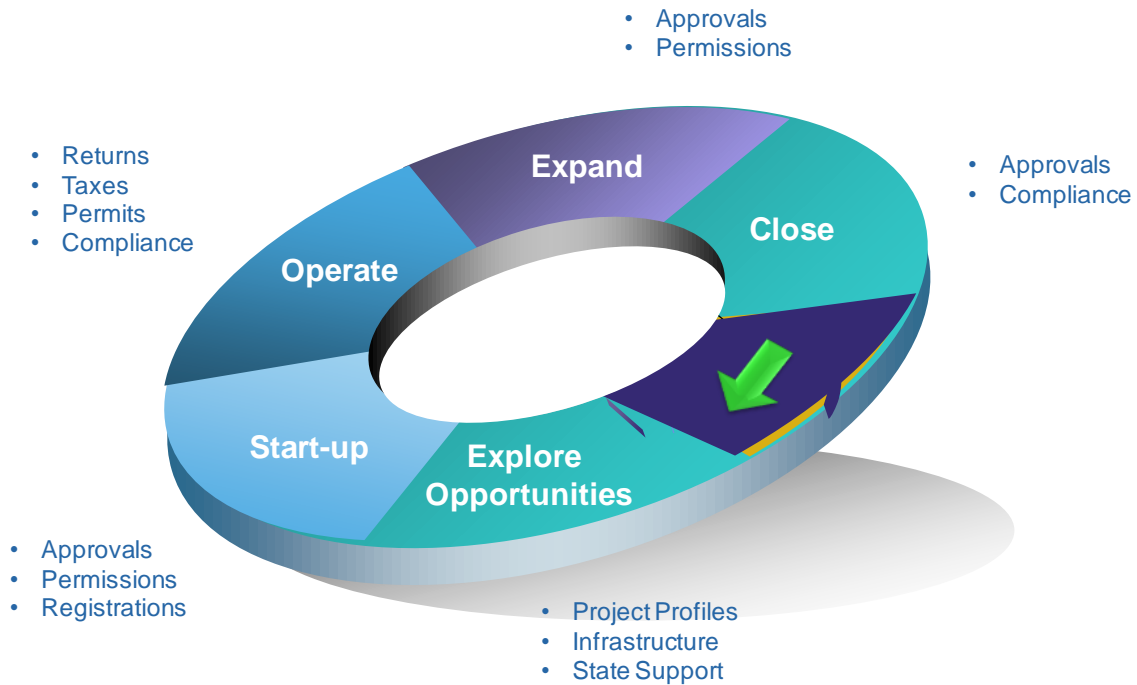 • Approvals
• Permissions
Expand
• Returns
• Taxes
• Permits
• Compliance
• Approvals
• Compliance
Close
Operate
Start-up
Explore
Opportunities
• Approvals
• Permissions
• Registrations
• Project Profiles
• Infrastructure
• State Support